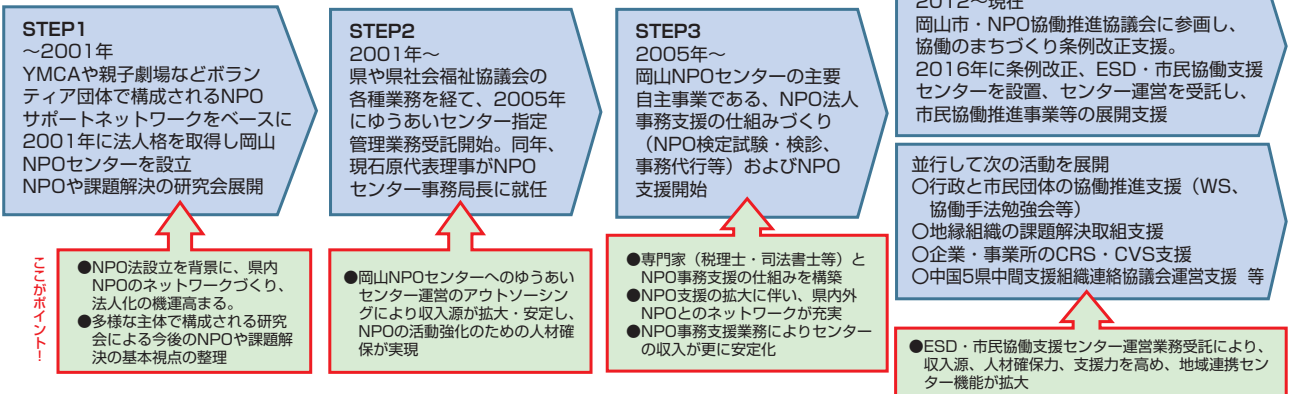 STEP1
～2001年
YMCAや親子劇場などボラン
ティア団体で構成されるNPO
サポートネットワークをベースに
2001年に法人格を取得し岡山
NPOセンターを設立
NPOや課題解決の研究会展開
STEP2
2001年～
県や県社会福祉協議会の
各種業務を経て、2005年
にゆうあいセンター指定
管理業務受託開始。同年、
現石原代表理事がNPO
センター事務局長に就任
STEP3
2005年～
岡山NPOセンターの主要
自主事業である、NPO法人
事務支援の仕組みづくり
（NPO検定試験・検診、
事務代行等）およびNPO
支援開始
2012～現在
岡山市・NPO協働推進協議会に参画し、
協働のまちづくり条例改正支援。
2016年に条例改正、ESD・市民協働支援
センターを設置、センター運営を受託し、
市民協働推進事業等の展開支援
並行して次の活動を展開
○行政と市民団体の協働推進支援（WS、
協働手法勉強会等）
○地縁組織の課題解決取組支援
○企業・事業所のCRS・CVS支援
○中国5県中間支援組織連絡協議会運営支援 等
ここがポイント！
●NPO法設立を背景に、県内
NPOのネットワークづくり、
法人化の機運高まる。
●多様な主体で構成される研究
会による今後のNPOや課題解
決の基本視点の整理
●岡山NPOセンターへのゆうあい
センター運営のアウトソーシン
グにより収入源が拡大・安定し、
NPOの活動強化のための人材確
保が実現
●専門家（税理士・司法書士等）と
NPO事務支援の仕組みを構築
●NPO支援の拡大に伴い、県内外
NPOとのネットワークが充実
●NPO事務支援業務によりセンター
の収入が更に安定化
●ESD・市民協働支援センター運営業務受託により、
収入源、人材確保力、支援力を高め、地域連携セン
ター機能が拡大